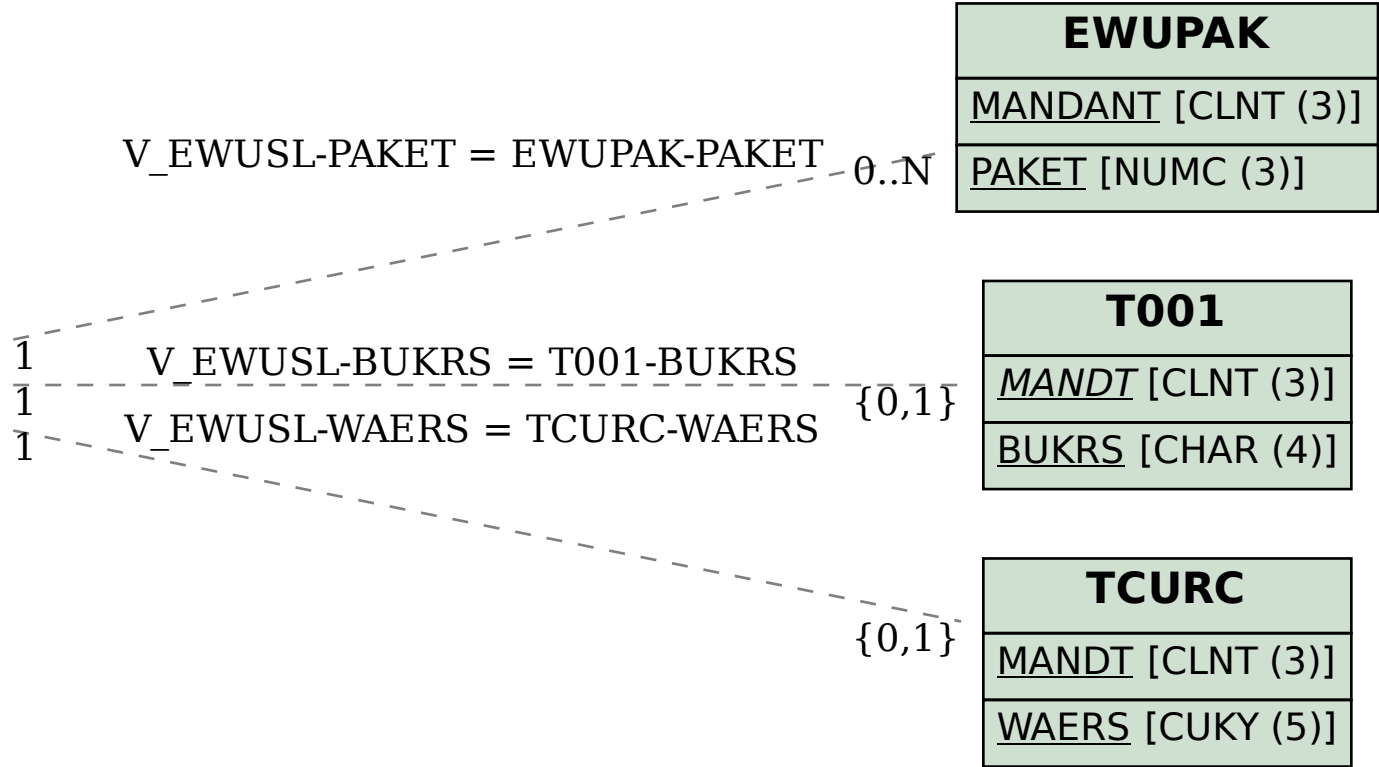 EWUPAK
MANDANT [CLNT (3)]
V_EWUSL-PAKET = EWUPAK-PAKET
0..N
PAKET [NUMC (3)]
T001
1
V_EWUSL-BUKRS = T001-BUKRS
MANDT [CLNT (3)]
1
{0,1}
V_EWUSL-WAERS = TCURC-WAERS
1
BUKRS [CHAR (4)]
TCURC
{0,1}
MANDT [CLNT (3)]
WAERS [CUKY (5)]